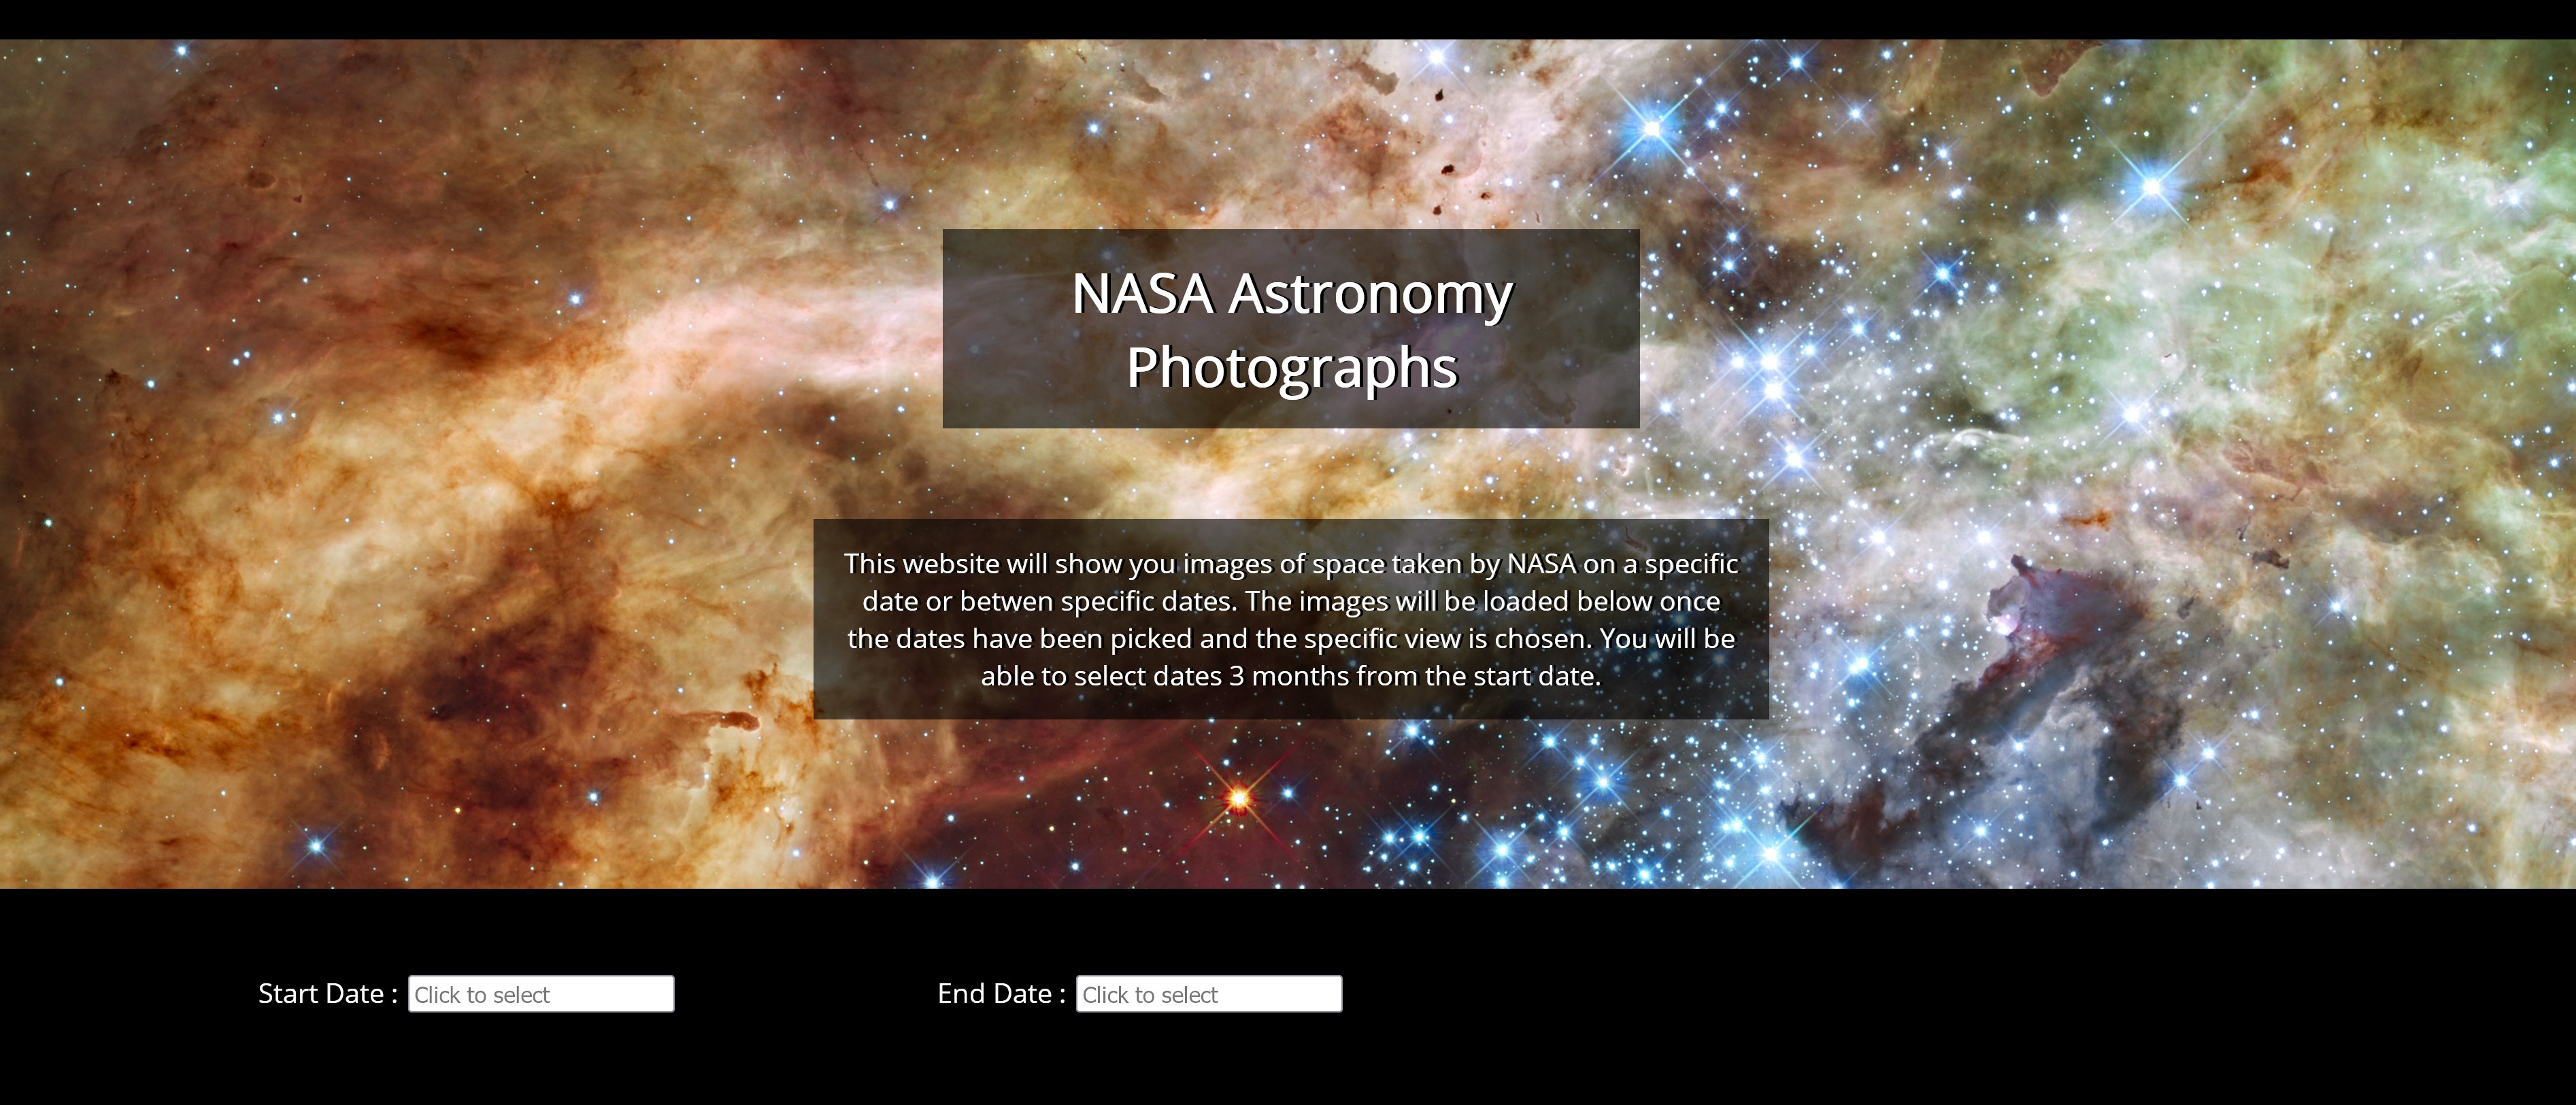 NASA Astronomy
Photographs
This website will show you images of space taken by NASA on a specific
date or betwen specific dates. The images will be loaded below once
the dates have been picked and the specific view is chosen. You will be
able to select dates 3 months from the start date.
Start Date : Click to select End Date : Click to select